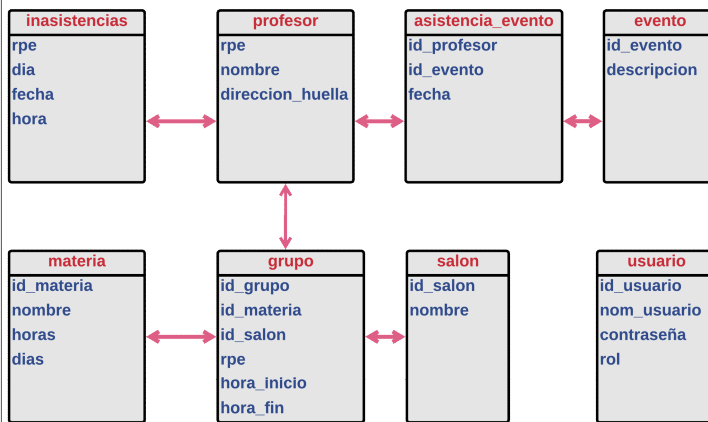 inasistencias
rpe
dia
fecha
hora
profesor
rpe
nombre
direccion_huella
asistencia_evento
id_profesor
id_evento
fecha
evento
id_evento
descripcion
materia
id_materia
nombre
horas
dias
grupo
id_grupo
id_materia
id_salon
rpe
hora_inicio
hora_fin
salon
id_salon
nombre
usuario
id_usuario
nom_usuario
contraseña
rol